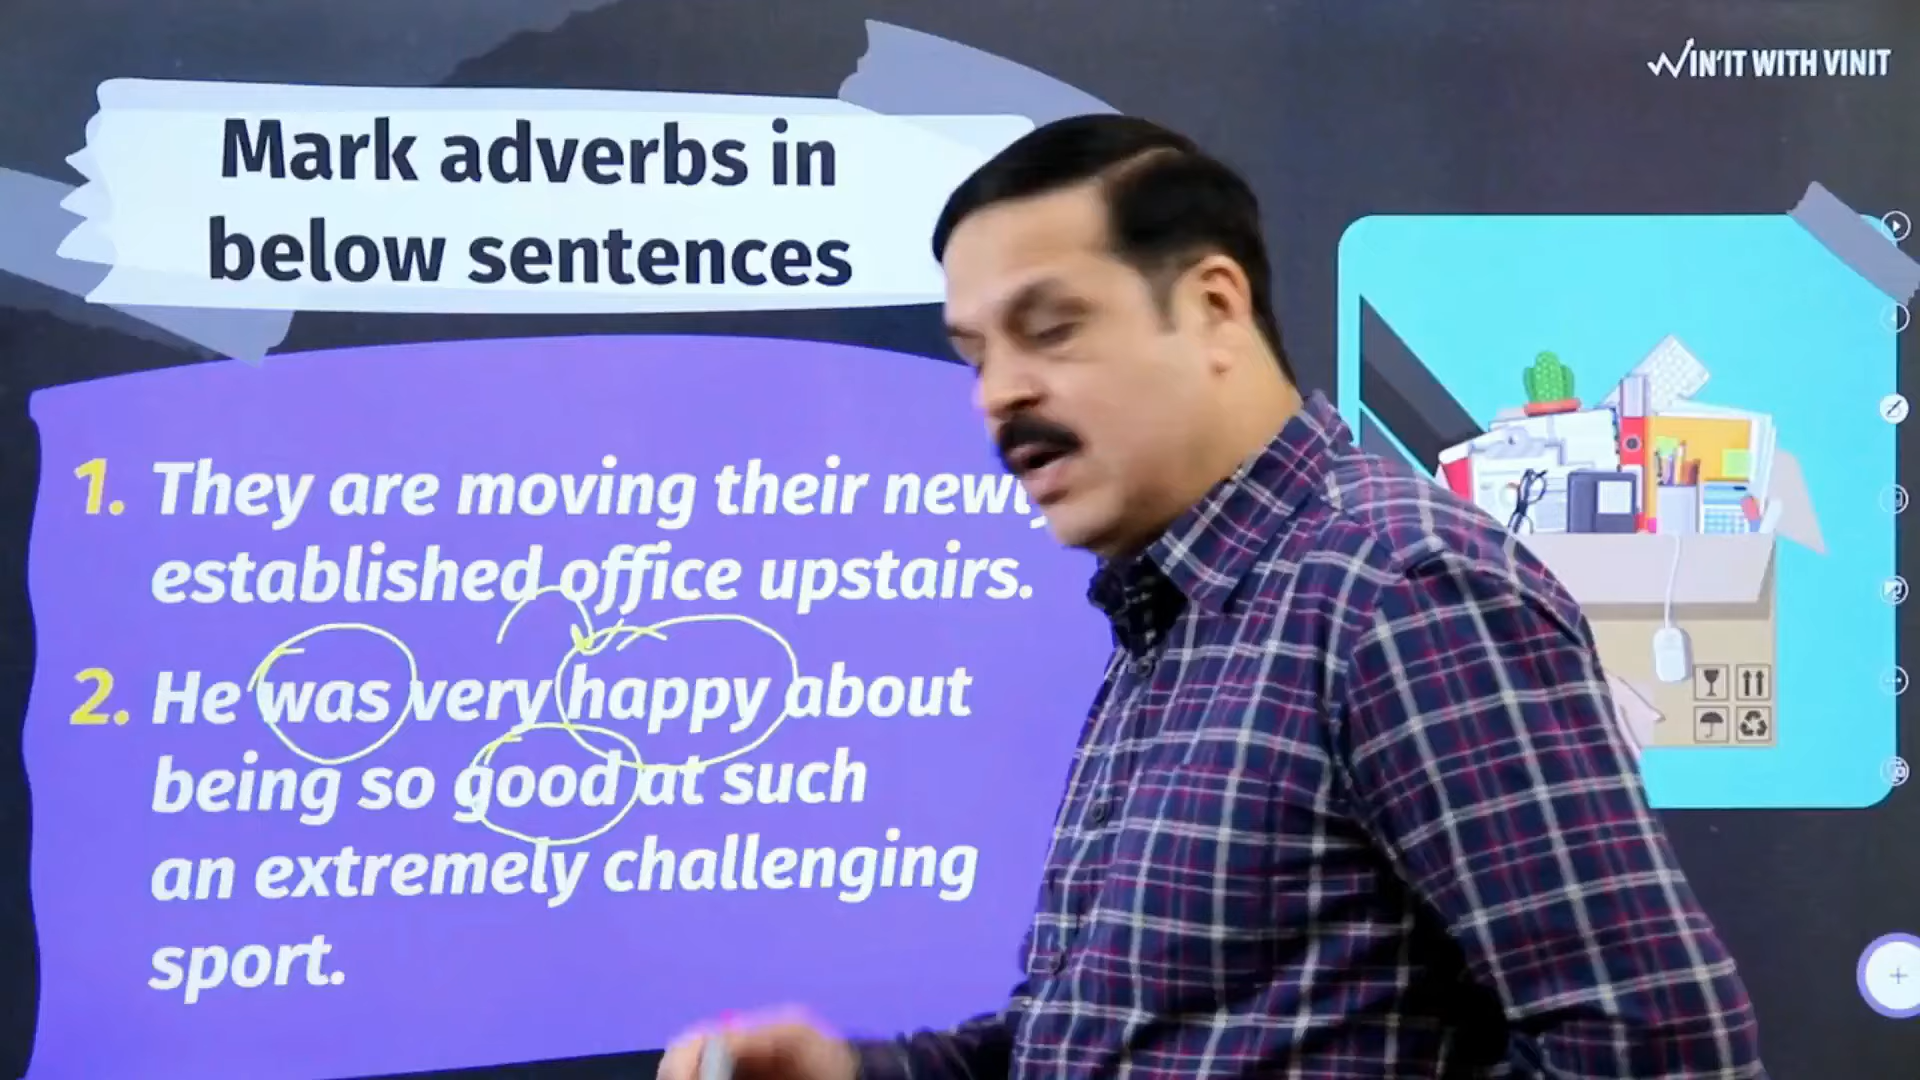 WIN'IT WITH VINIT
Mark adverbs in
below sentences
1. They are moving their newly
established office upstairs.
2. He was very happy about
being so good at such
an extremely challenging
sport.